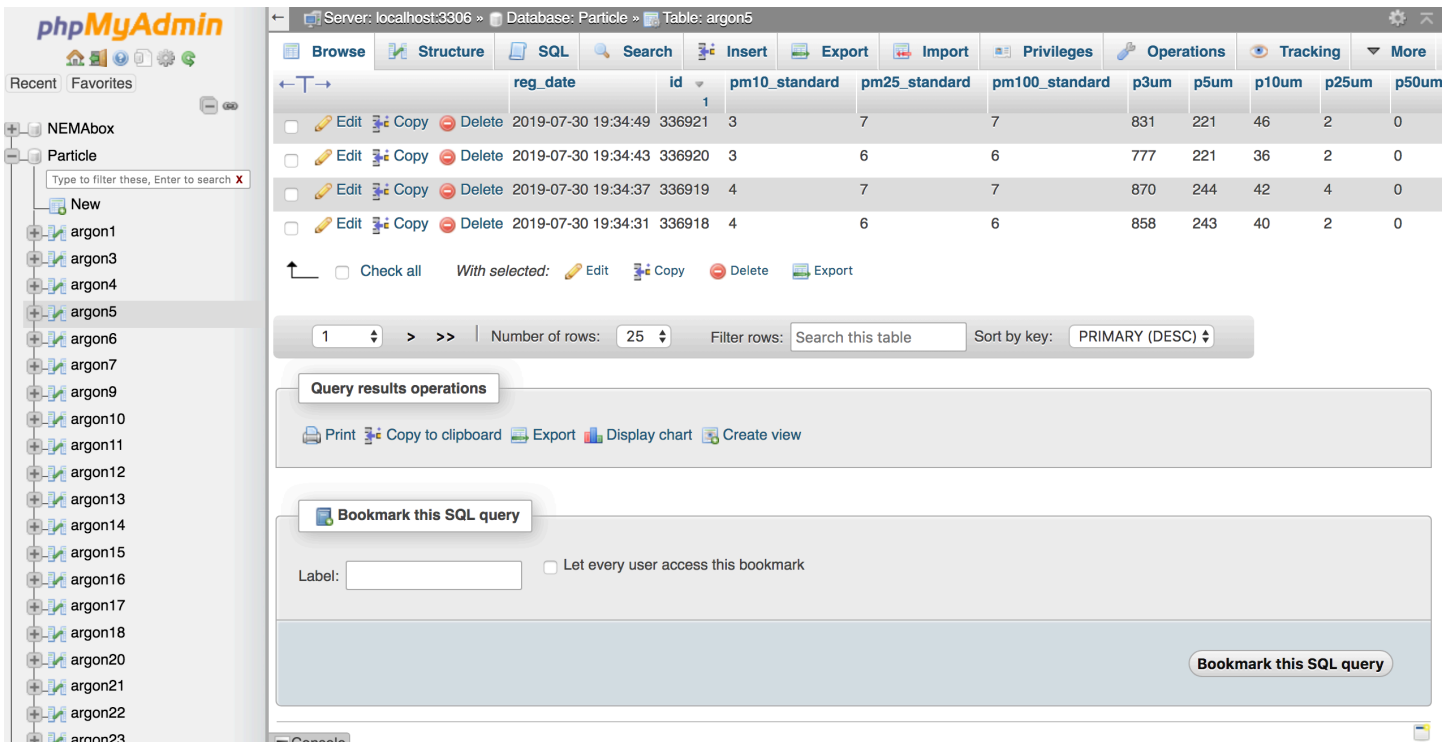 phpMyAdmin
Recent Favorites
NEMAbox
Particle
Type to filter these, Enter to search X
New
argon1
argon3
argon4
argon5
argon6
argon7
argon9
argon10
argon11
argon12
argon13
argon14
argon15
argon16
argon17
argon18
argon20
argon21
argon22
argon23
← Server: localhost:3306 » Database: Particle » Table: argon5
Browse Structure SQL Search Insert Export Import Privileges Operations Tracking More
←T→ reg_date id 1 pm10_standard pm25_standard pm100_standard p3um p5um p10um p25um p50um
Edit Copy Delete 2019-07-30 19:34:49 336921 3 7 7 831 221 46 2 0
Edit Copy Delete 2019-07-30 19:34:43 336920 3 6 6 777 221 36 2 0
Edit Copy Delete 2019-07-30 19:34:37 336919 4 7 7 870 244 42 4 0
Edit Copy Delete 2019-07-30 19:34:31 336918 4 6 6 858 243 40 2 0
Check all With selected: Edit Copy Delete Export
1 > >> | Number of rows: 25 Filter rows: Search this table Sort by key: PRIMARY (DESC)
Query results operations
Print Copy to clipboard Export Display chart Create view
Bookmark this SQL query
Label: Let every user access this bookmark
Bookmark this SQL query
Console